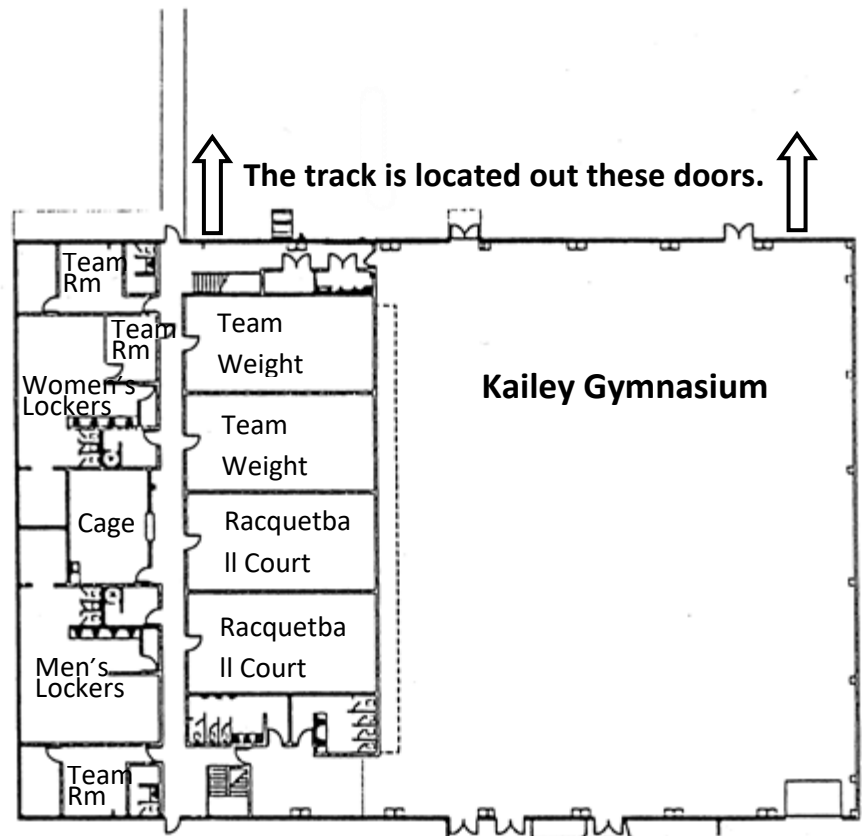 The track is located out these doors.
Team
Rm
Team
Rm
Women's
Lockers
Team
Weight
Kailey Gymnasium
Team
Weight
Cage
Racquetba
ll Court
Racquetba
ll Court
Men's
Lockers
Team
Rm